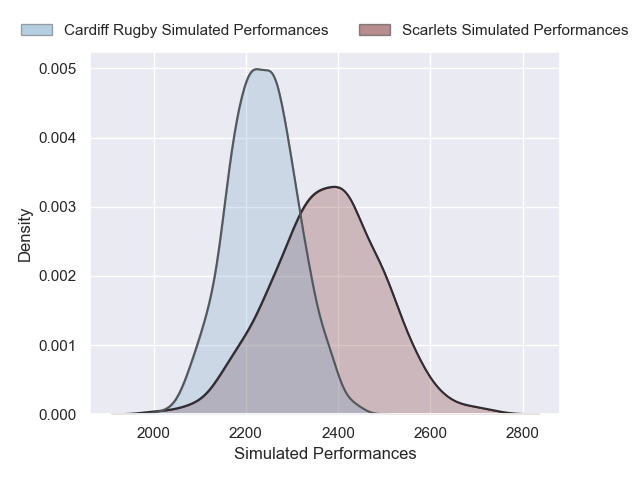 Cardiff Rugby Simulated Performances
Scarlets Simulated Performances
0.005
0.004
0.003
0.002
0.001
0.000
Density
2000
2200
2400
2600
2800
Simulated Performances